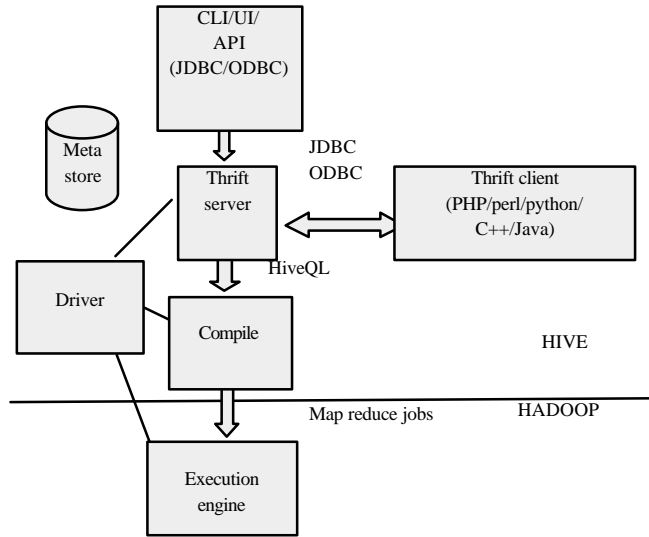 CLI/UI/
API
(JDBC/ODBC)
Meta
store
JDBC
ODBC
Thrift
server
Thrift client
(PHP/perl/python/
C++/Java)
HiveQL
Driver
Compile
HIVE
Map reduce jobs
HADOOP
Execution
engine